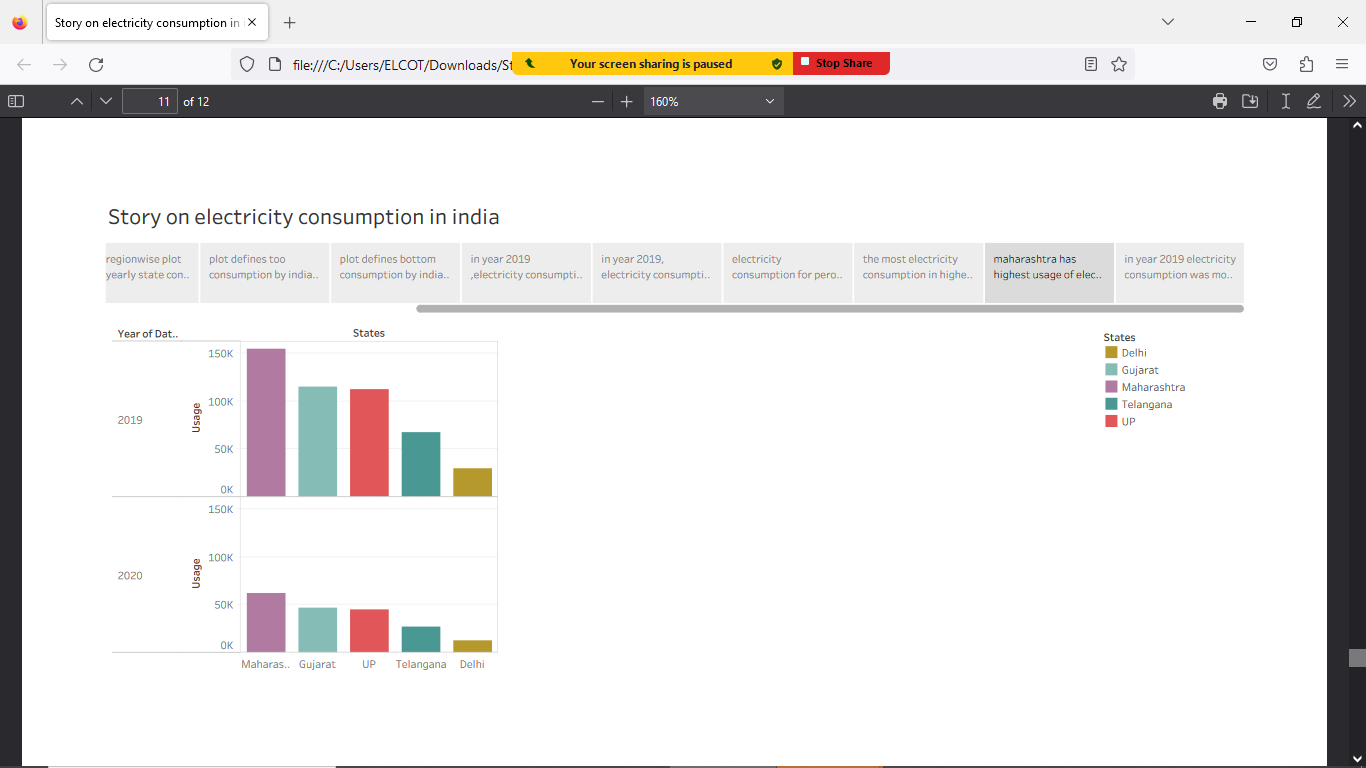 Story on electricity consumption in
file:///C:/Users/ELCOT/Downloads/St
Your screen sharing is paused
Stop Share
11 of 12
160%
Story on electricity consumption in india
regionwise plot
yearly state con..
plot defines too
consumption by india..
plot defines bottom
consumption by india..
in year 2019
,electricity consumpti..
in year 2019,
electricity consumpti..
electricity
consumption for pero..
the most electricity
consumption in highe..
maharashtra has
highest usage of elec..
in year 2019 electricity
consumption was mo..
Year of Dat..
States
2019
Usage
150K
100K
50K
0K
2020
Usage
150K
100K
50K
0K
Maharas.. Gujarat UP Telangana Delhi
States
Delhi
Gujarat
Maharashtra
Telangana
UP